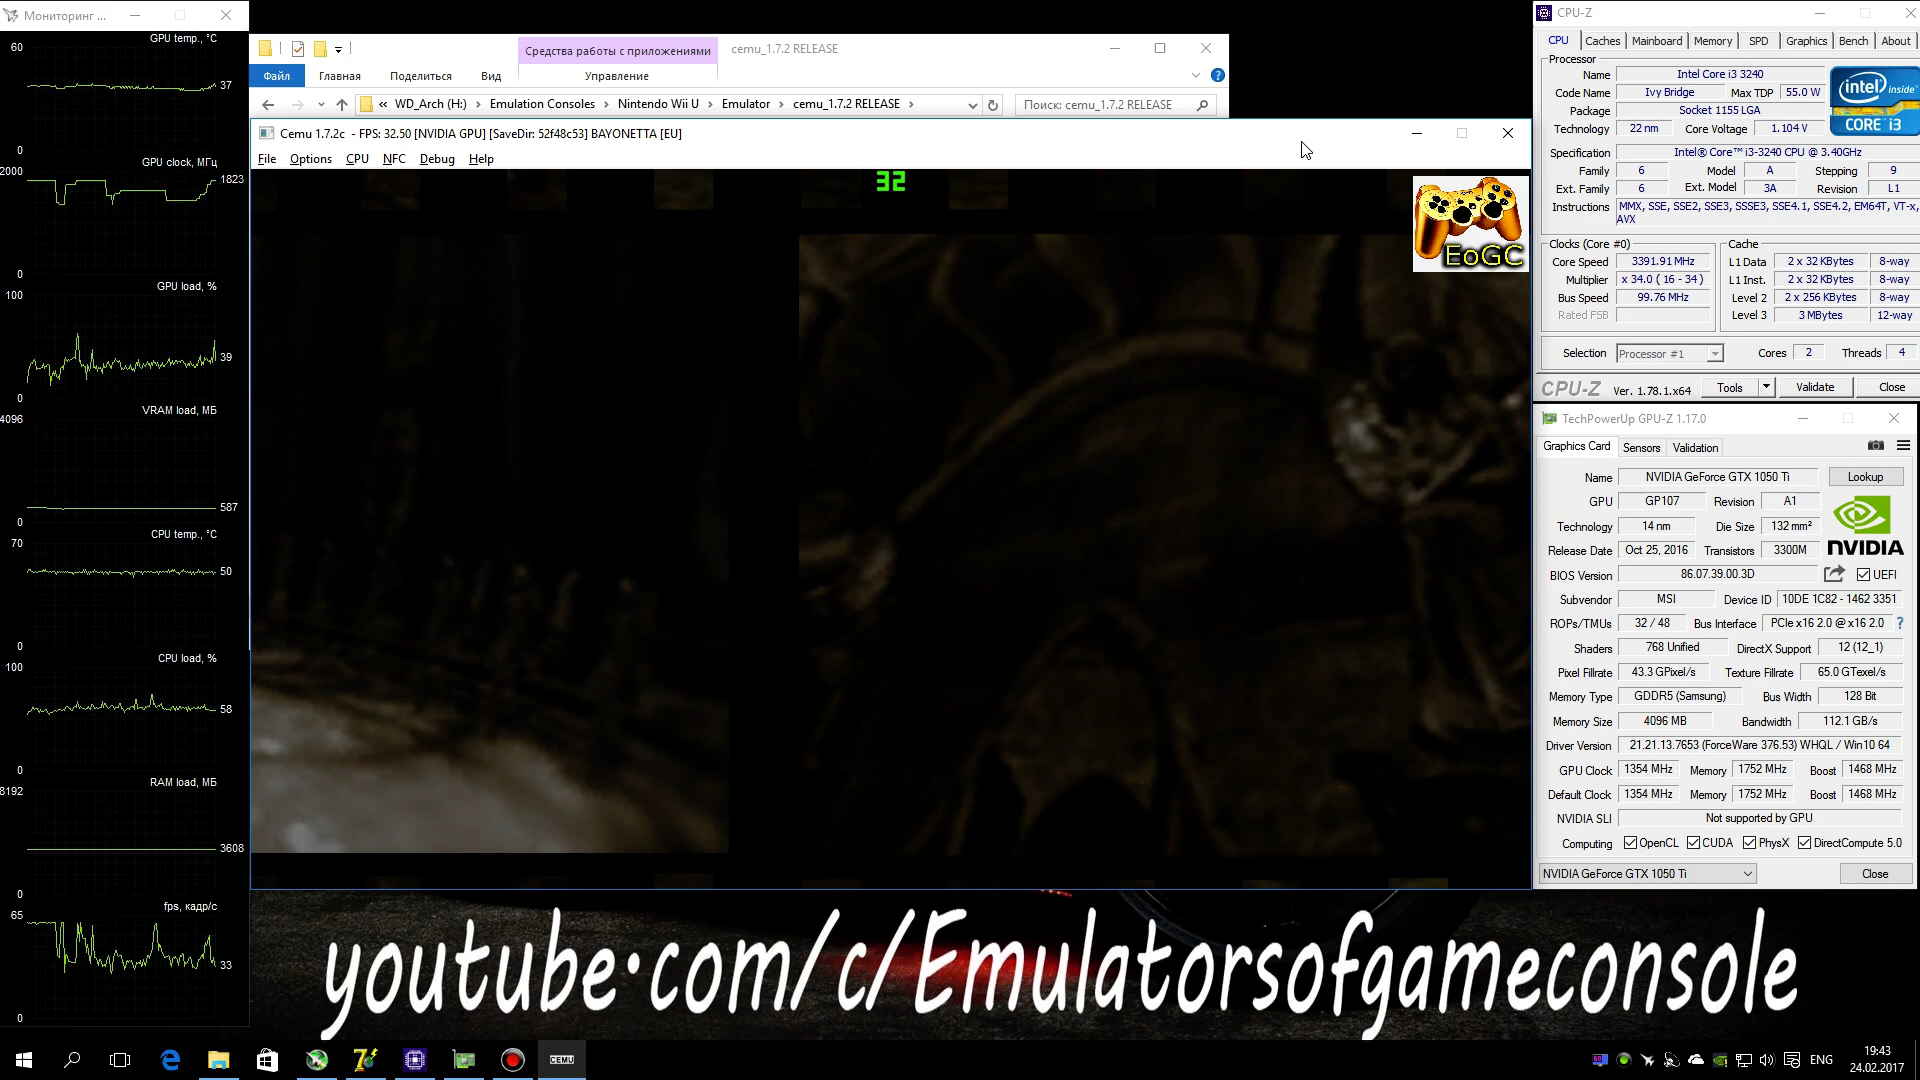 Мониторинг ...
GPU temp., °C
60
37
0
GPU clock, МГц
2000
1823
0
GPU load, %
100
39
0
VRAM load, МБ
4096
587
0
CPU temp., °C
70
50
0
CPU load, %
100
58
0
RAM load, МБ
8192
3608
0
fps, кадр/с
65
33
0
Средства работы с приложениями
cemu_1.7.2 RELEASE
Файл Главная Поделиться Вид Управление
« WD_Arch (H:) › Emulation Consoles › Nintendo Wii U › Emulator › cemu_1.7.2 RELEASE ›
Поиск: cemu_1.7.2 RELEASE
Cemu 1.7.2c - FPS: 32.50 [NVIDIA GPU] [SaveDir: 52f48c53] BAYONETTA [EU]
File Options CPU NFC Debug Help
32
EoGC
CPU-Z
CPU Caches Mainboard Memory SPD Graphics Bench About
Processor
Name Intel Core i3 3240
Code Name Ivy Bridge Max TDP 55.0 W
Package Socket 1155 LGA
Technology 22 nm Core Voltage 1.104 V
intel inside™
CORE i3
Specification Intel® Core™ i3-3240 CPU @ 3.40GHz
Family 6 Model A Stepping 9
Ext. Family 6 Ext. Model 3A Revision L1
Instructions MMX, SSE, SSE2, SSE3, SSSE3, SSE4.1, SSE4.2, EM64T, VT-x,
AVX
Clocks (Core #0) Cache
Core Speed 3391.91 MHz L1 Data 2 x 32 KBytes 8-way
Multiplier x 34.0 ( 16 - 34 ) L1 Inst. 2 x 32 KBytes 8-way
Bus Speed 99.76 MHz Level 2 2 x 256 KBytes 8-way
Rated FSB Level 3 3 MBytes 12-way
Selection Processor #1 Cores 2 Threads 4
CPU-Z Ver. 1.78.1.x64 Tools Validate Close
TechPowerUp GPU-Z 1.17.0
Graphics Card Sensors Validation
Name NVIDIA GeForce GTX 1050 Ti Lookup
GPU GP107 Revision A1
Technology 14 nm Die Size 132 mm²
Release Date Oct 25, 2016 Transistors 3300M
NVIDIA
BIOS Version 86.07.39.00.3D UEFI
Subvendor MSI Device ID 10DE 1C82 - 1462 3351
ROPs/TMUs 32 / 48 Bus Interface PCIe x16 2.0 @ x16 2.0 ?
Shaders 768 Unified DirectX Support 12 (12_1)
Pixel Fillrate 43.3 GPixel/s Texture Fillrate 65.0 GTexel/s
Memory Type GDDR5 (Samsung) Bus Width 128 Bit
Memory Size 4096 MB Bandwidth 112.1 GB/s
Driver Version 21.21.13.7653 (ForceWare 376.53) WHQL / Win10 64
GPU Clock 1354 MHz Memory 1752 MHz Boost 1468 MHz
Default Clock 1354 MHz Memory 1752 MHz Boost 1468 MHz
NVIDIA SLI Not supported by GPU
Computing OpenCL CUDA PhysX DirectCompute 5.0
NVIDIA GeForce GTX 1050 Ti Close
youtube.com/c/Emulatorsofgameconsole
CEMU
ENG
19:43
24.02.2017